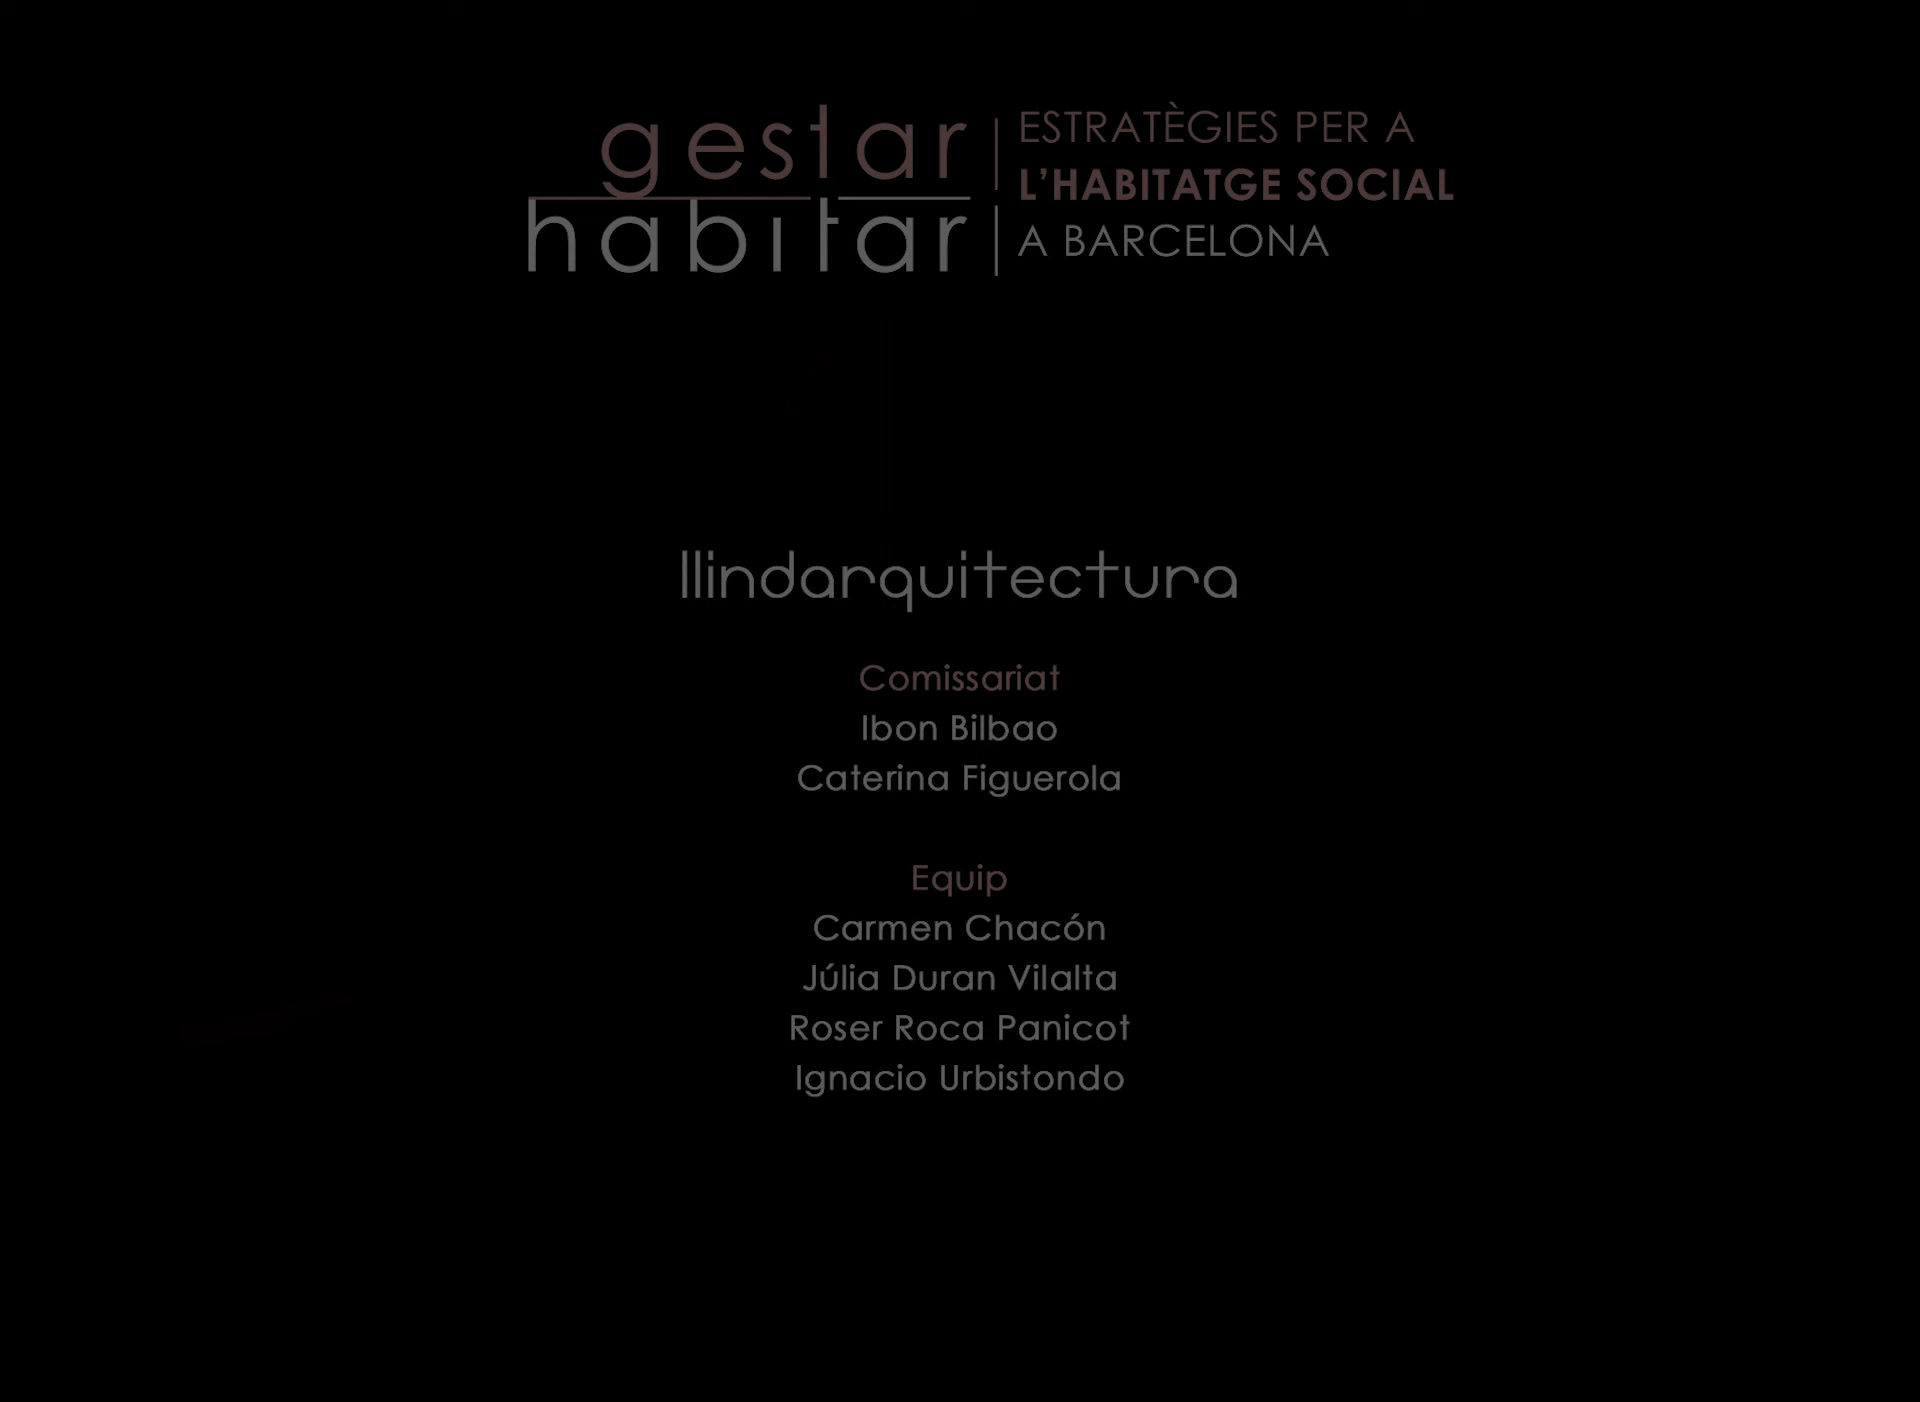 gestar
habitar
ESTRATÈGIES PER A
L’HABITATGE SOCIAL
A BARCELONA
llindarquitectura
Comissariat
Ibon Bilbao
Caterina Figuerola
Equip
Carmen Chacón
Júlia Duran Vilalta
Roser Roca Panicot
Ignacio Urbistondo